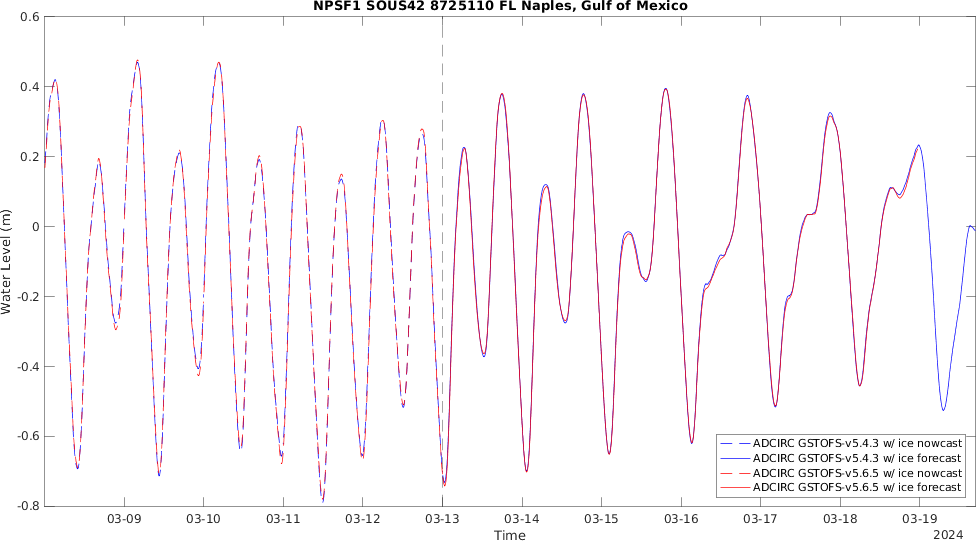 NPSF1 SOUS42 8725110 FL Naples, Gulf of Mexico
0.6
0.4
0.2
0
-0.2
-0.4
-0.6
-0.8
Water Level (m)
ADCIRC GSTOFS-v5.4.3 w/ ice nowcast
ADCIRC GSTOFS-v5.4.3 w/ ice forecast
ADCIRC GSTOFS-v5.6.5 w/ ice nowcast
ADCIRC GSTOFS-v5.6.5 w/ ice forecast
03-09 03-10 03-11 03-12 03-13 03-14 03-15 03-16 03-17 03-18 03-19
Time
2024